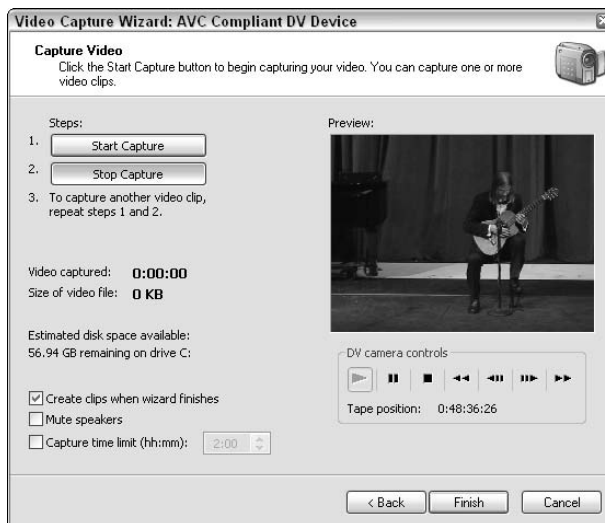 Video Capture Wizard: AVC Compliant DV Device
Capture Video
Click the Start Capture button to begin capturing your video. You can capture one or more
video clips.
Steps:
1. Start Capture
2. Stop Capture
3. To capture another video clip,
repeat steps 1 and 2.
Video captured: 0:00:00
Size of video file: 0 KB
Estimated disk space available:
56.94 GB remaining on drive C:
Create clips when wizard finishes
Mute speakers
Capture time limit (hh:mm): 2:00
Preview:
DV camera controls
Tape position: 0:48:36:26
< Back Finish Cancel